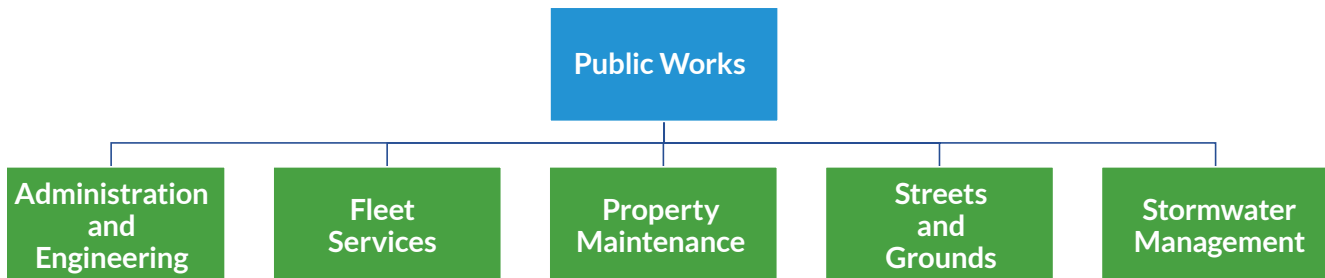 Public Works
Administration
and
Engineering
Fleet
Services
Property
Maintenance
Streets
and
Grounds
Stormwater
Management